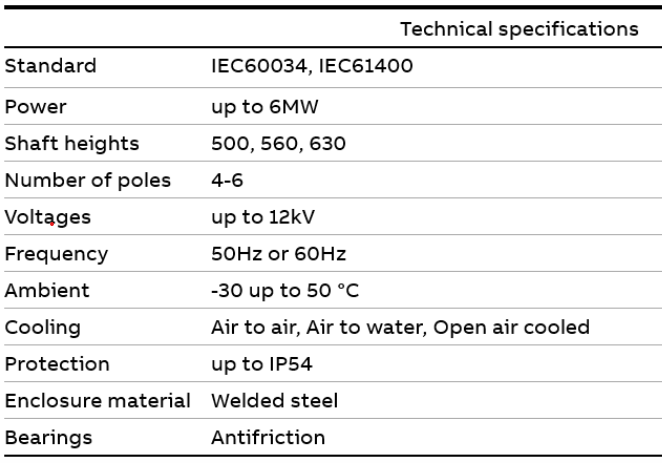 Technical specifications
Standard IEC60034, IEC61400
Power up to 6MW
Shaft heights 500, 560, 630
Number of poles 4-6
Voltages up to 12kV
Frequency 50Hz or 60Hz
Ambient -30 up to 50 °C
Cooling Air to air, Air to water, Open air cooled
Protection up to IP54
Enclosure material Welded steel
Bearings Antifriction